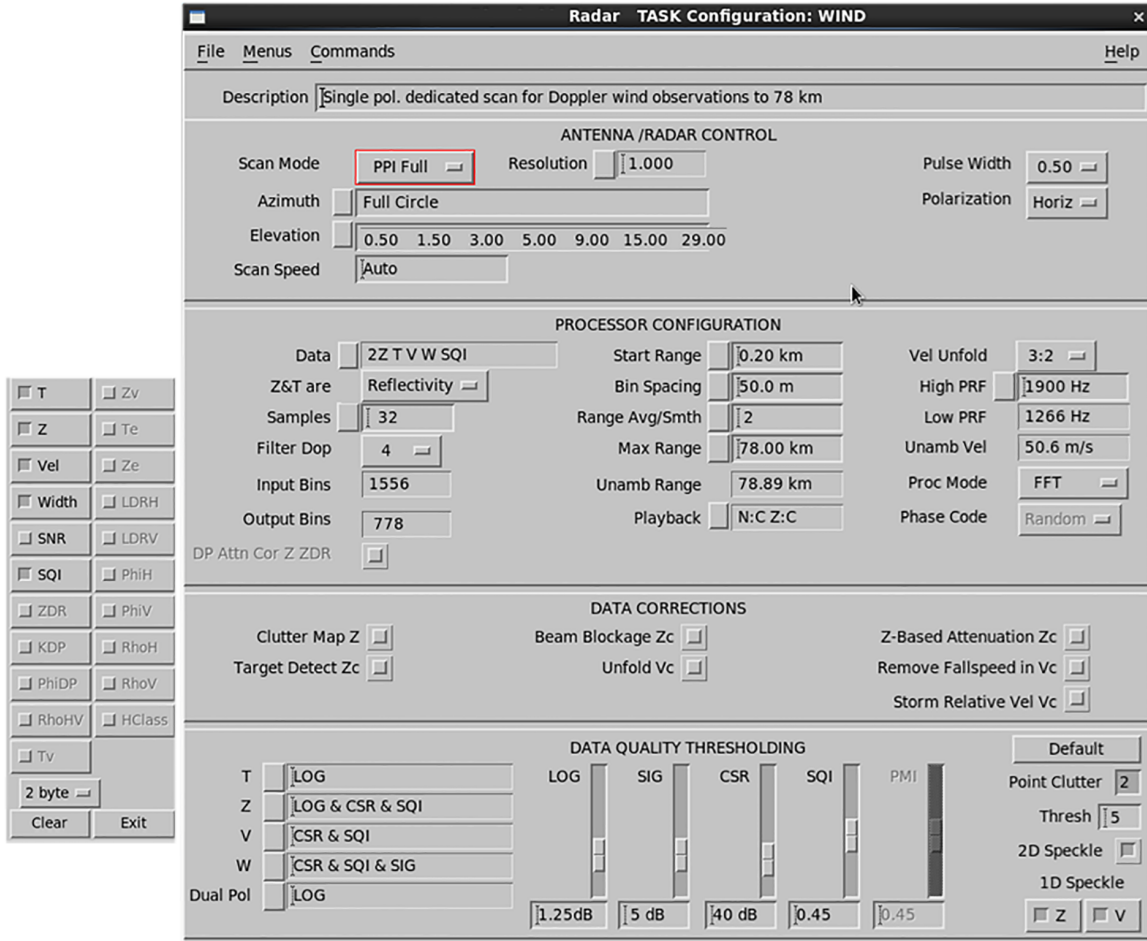 Radar TASK Configuration: WIND
File Menus Commands Help
Description Single pol. dedicated scan for Doppler wind observations to 78 km
ANTENNA /RADAR CONTROL
Scan Mode PPI Full Resolution 1.000 Pulse Width 0.50
Azimuth Full Circle Polarization Horiz
Elevation 0.50 1.50 3.00 5.00 9.00 15.00 29.00
Scan Speed Auto
PROCESSOR CONFIGURATION
Data 2Z T V W SQI Start Range 0.20 km Vel Unfold 3:2
Z&T are Reflectivity Bin Spacing 50.0 m High PRF 1900 Hz
Samples 32 Range Avg/Smth 2 Low PRF 1266 Hz
Filter Dop 4 Max Range 78.00 km Unamb Vel 50.6 m/s
Input Bins 1556 Unamb Range 78.89 km Proc Mode FFT
Output Bins 778 Playback N:C Z:C Phase Code Random
DP Attn Cor Z ZDR
DATA CORRECTIONS
Clutter Map Z Beam Blockage Zc Z-Based Attenuation Zc
Target Detect Zc Unfold Vc Remove Fallspeed in Vc
Storm Relative Vel Vc
DATA QUALITY THRESHOLDING Default
T LOG LOG SIG CSR SQI PMI Point Clutter 2
Z LOG & CSR & SQI Thresh 5
V CSR & SQI 2D Speckle
W CSR & SQI & SIG 1D Speckle
Dual Pol LOG 1.25dB 5 dB 40 dB 0.45 0.45 Z V
T Zv
Z Te
Vel Ze
Width LDRH
SNR LDRV
SQI PhiH
ZDR PhiV
KDP RhoH
PhiDP RhoV
RhoHV HClass
Tv
2 byte
Clear Exit